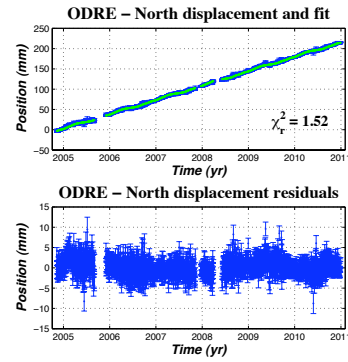 ODRE − North displacement and fit
Position (mm)
250
200
150
100
50
0
−50
χ²r = 1.52
2005 2006 2007 2008 2009 2010 2011
Time (yr)
ODRE − North displacement residuals
Position (mm)
15
10
5
0
−5
−10
−15
2005 2006 2007 2008 2009 2010 2011
Time (yr)